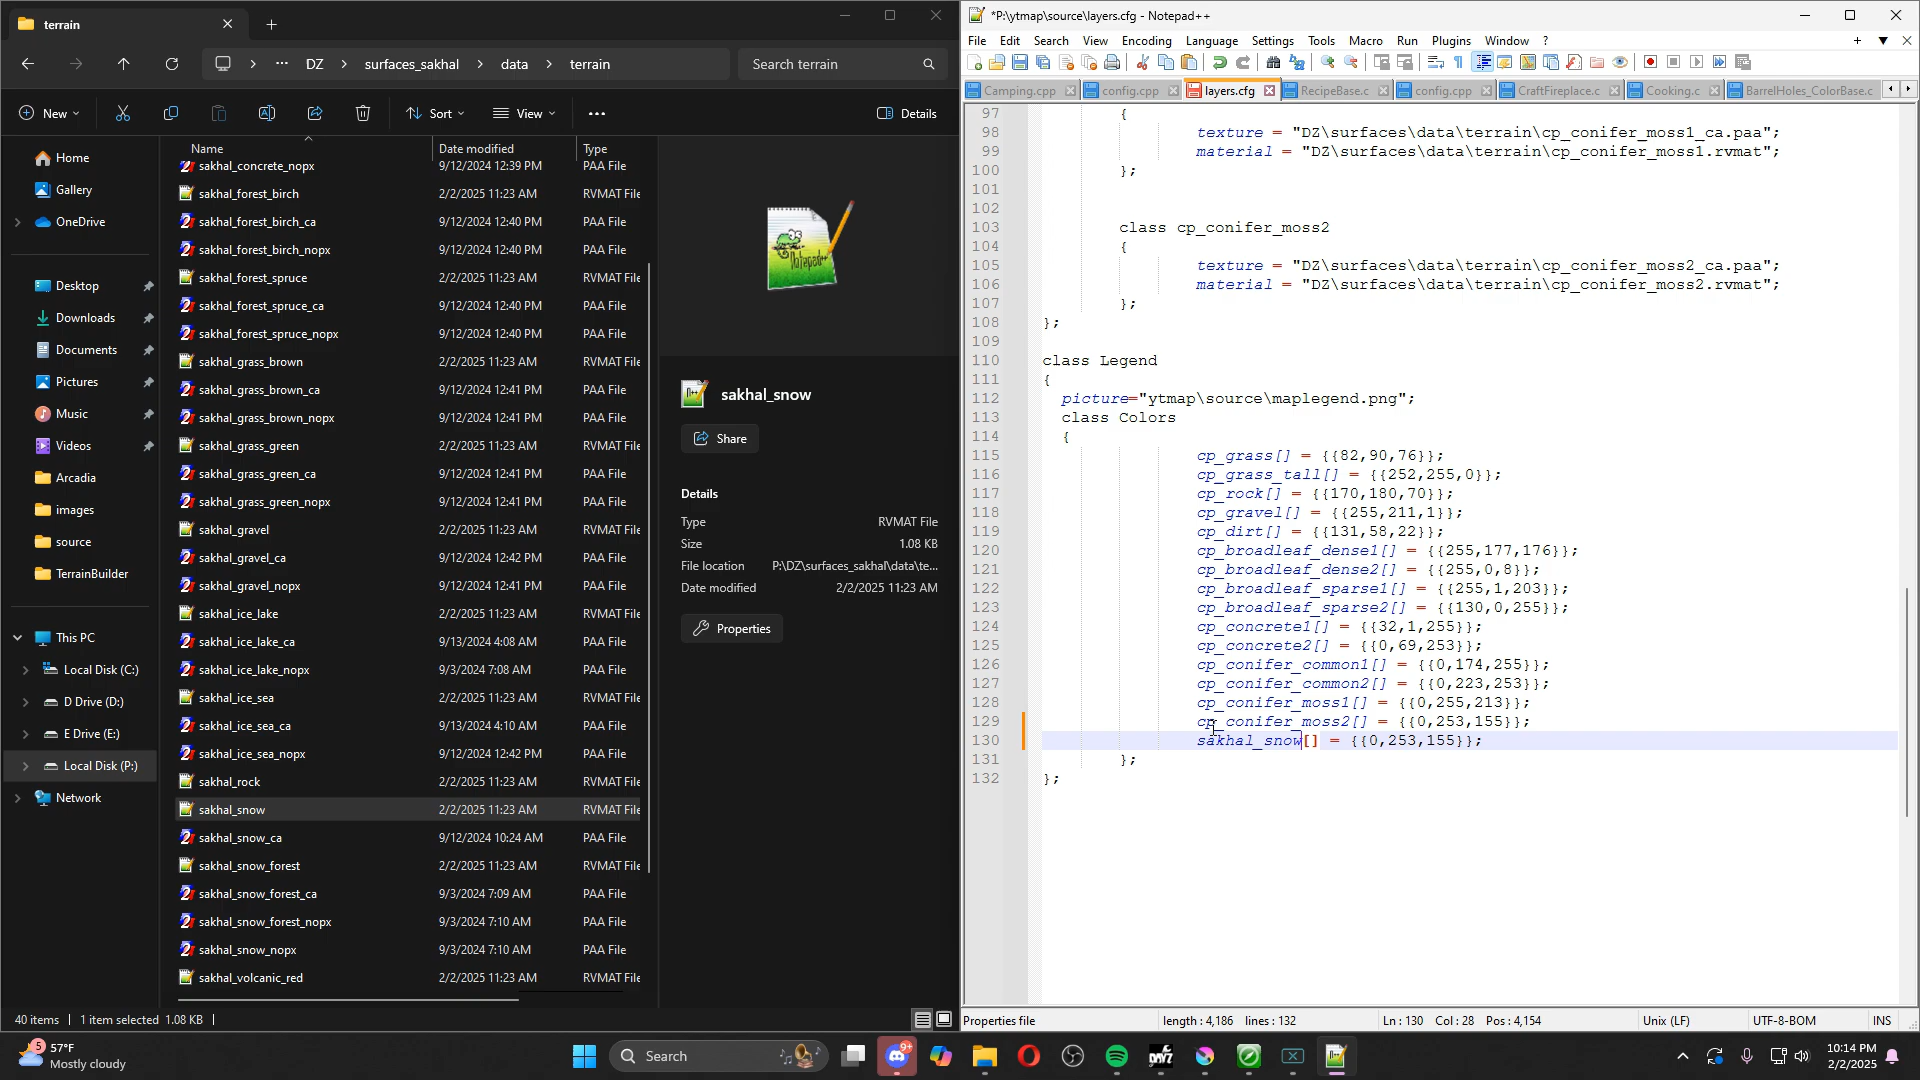 terrain
DZ > surfaces_sakhal > data > terrain
Search terrain
New
Sort
View
Details
Home
Gallery
OneDrive
Desktop
Downloads
Documents
Pictures
Music
Videos
Arcadia
images
source
TerrainBuilder
This PC
Local Disk (C:)
D Drive (D:)
E Drive (E:)
Local Disk (P:)
Network
Name Date modified Type
sakhal_concrete_nopx 9/12/2024 12:39 PM PAA File
sakhal_forest_birch 2/2/2025 11:23 AM RVMAT File
sakhal_forest_birch_ca 9/12/2024 12:40 PM PAA File
sakhal_forest_birch_nopx 9/12/2024 12:40 PM PAA File
sakhal_forest_spruce 2/2/2025 11:23 AM RVMAT File
sakhal_forest_spruce_ca 9/12/2024 12:40 PM PAA File
sakhal_forest_spruce_nopx 9/12/2024 12:40 PM PAA File
sakhal_grass_brown 2/2/2025 11:23 AM RVMAT File
sakhal_grass_brown_ca 9/12/2024 12:41 PM PAA File
sakhal_grass_brown_nopx 9/12/2024 12:41 PM PAA File
sakhal_grass_green 2/2/2025 11:23 AM RVMAT File
sakhal_grass_green_ca 9/12/2024 12:41 PM PAA File
sakhal_grass_green_nopx 9/12/2024 12:41 PM PAA File
sakhal_gravel 2/2/2025 11:23 AM RVMAT File
sakhal_gravel_ca 9/12/2024 12:42 PM PAA File
sakhal_gravel_nopx 9/12/2024 12:41 PM PAA File
sakhal_ice_lake 2/2/2025 11:23 AM RVMAT File
sakhal_ice_lake_ca 9/13/2024 4:08 AM PAA File
sakhal_ice_lake_nopx 9/3/2024 7:08 AM PAA File
sakhal_ice_sea 2/2/2025 11:23 AM RVMAT File
sakhal_ice_sea_ca 9/13/2024 4:10 AM PAA File
sakhal_ice_sea_nopx 9/3/2024 12:42 PM PAA File
sakhal_rock 2/2/2025 11:23 AM RVMAT File
sakhal_snow 2/2/2025 11:23 AM RVMAT File
sakhal_snow_ca 9/12/2024 10:24 AM PAA File
sakhal_snow_forest 2/2/2025 11:23 AM RVMAT File
sakhal_snow_forest_ca 9/3/2024 7:09 AM PAA File
sakhal_snow_forest_nopx 9/3/2024 7:10 AM PAA File
sakhal_snow_nopx 9/3/2024 7:10 AM PAA File
sakhal_volcanic_red 2/2/2025 11:23 AM RVMAT File
Notepad++
sakhal_snow
Share
Details
Type RVMAT File
Size 1.08 KB
File location P:\DZ\surfaces_sakhal\data\te...
Date modified 2/2/2025 11:23 AM
Properties
40 items | 1 item selected 1.08 KB |
*P:\ytmap\source\layers.cfg - Notepad++
File Edit Search View Encoding Language Settings Tools Macro Run Plugins Window ?
Camping.cpp config.cpp layers.cfg RecipeBase.c config.cpp CraftFireplace.c Cooking.c BarrelHoles_ColorBase.c
97 {
98 texture = "DZ\surfaces\data\terrain\cp_conifer_moss1_ca.paa";
99 material = "DZ\surfaces\data\terrain\cp_conifer_moss1.rvmat";
100 };
101
102
103 class cp_conifer_moss2
104 {
105 texture = "DZ\surfaces\data\terrain\cp_conifer_moss2_ca.paa";
106 material = "DZ\surfaces\data\terrain\cp_conifer_moss2.rvmat";
107 };
108 };
109
110 class Legend
111 {
112 picture="ytmap\source\maplegend.png";
113 class Colors
114 {
115 cp_grass[] = {{82,90,76}};
116 cp_grass_tall[] = {{252,255,0}};
117 cp_rock[] = {{170,180,70}};
118 cp_gravel[] = {{255,211,1}};
119 cp_dirt[] = {{131,58,22}};
120 cp_broadleaf_dense1[] = {{255,177,176}};
121 cp_broadleaf_dense2[] = {{255,0,8}};
122 cp_broadleaf_sparse1[] = {{255,1,203}};
123 cp_broadleaf_sparse2[] = {{130,0,255}};
124 cp_concrete1[] = {{32,1,255}};
125 cp_concrete2[] = {{0,69,253}};
126 cp_conifer_common1[] = {{0,174,255}};
127 cp_conifer_common2[] = {{0,223,253}};
128 cp_conifer_moss1[] = {{0,255,213}};
129 cp_conifer_moss2[] = {{0,253,155}};
130 sakhal_snow[] = {{0,253,155}};
131 };
132 };
Properties file length : 4,186 lines : 132 Ln : 130 Col : 28 Pos : 4,154 Unix (LF) UTF-8-BOM INS
5
57°F
Mostly cloudy
Search
9+
DAYZ
10:14 PM
2/2/2025